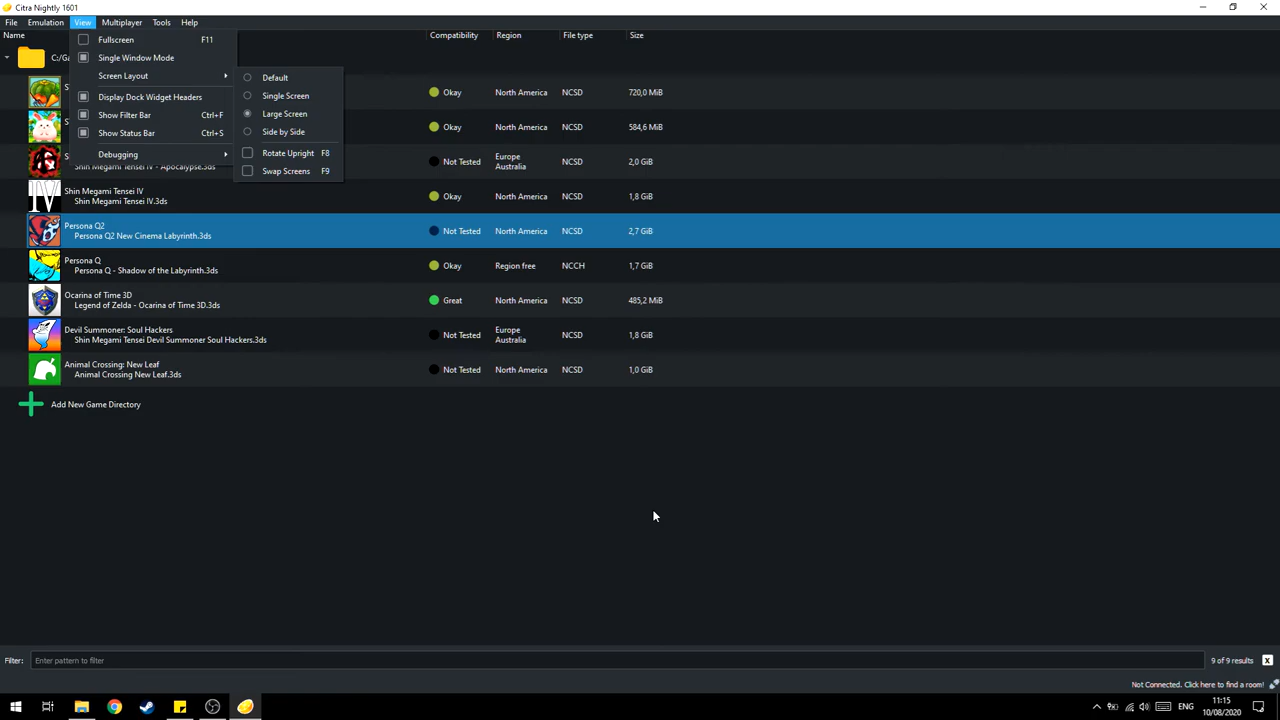 Citra Nightly 1601
File Emulation View Multiplayer Tools Help
Name Compatibility Region File type Size
Fullscreen F11
Single Window Mode
Screen Layout
Display Dock Widget Headers
Show Filter Bar Ctrl+F
Show Status Bar Ctrl+S
Debugging
Default
Single Screen
Large Screen
Side by Side
Rotate Upright F8
Swap Screens F9
Okay North America NCSD 720,0 MiB
Okay North America NCSD 584,6 MiB
Shin Megami Tensei IV - Apocalypse.3ds
Not Tested Europe Australia NCSD 2,0 GiB
Shin Megami Tensei IV
Shin Megami Tensei IV.3ds
Okay North America NCSD 1,8 GiB
Persona Q2
Persona Q2 New Cinema Labyrinth.3ds
Not Tested North America NCSD 2,7 GiB
Persona Q
Persona Q - Shadow of the Labyrinth.3ds
Okay Region free NCCH 1,7 GiB
Ocarina of Time 3D
Legend of Zelda - Ocarina of Time 3D.3ds
Great North America NCSD 485,2 MiB
Devil Summoner: Soul Hackers
Shin Megami Tensei Devil Summoner Soul Hackers.3ds
Not Tested Europe Australia NCSD 1,8 GiB
Animal Crossing: New Leaf
Animal Crossing New Leaf.3ds
Not Tested North America NCSD 1,0 GiB
Add New Game Directory
Filter: Enter pattern to filter 9 of 9 results X
Not Connected. Click here to find a room!
ENG 11:15
10/08/2020